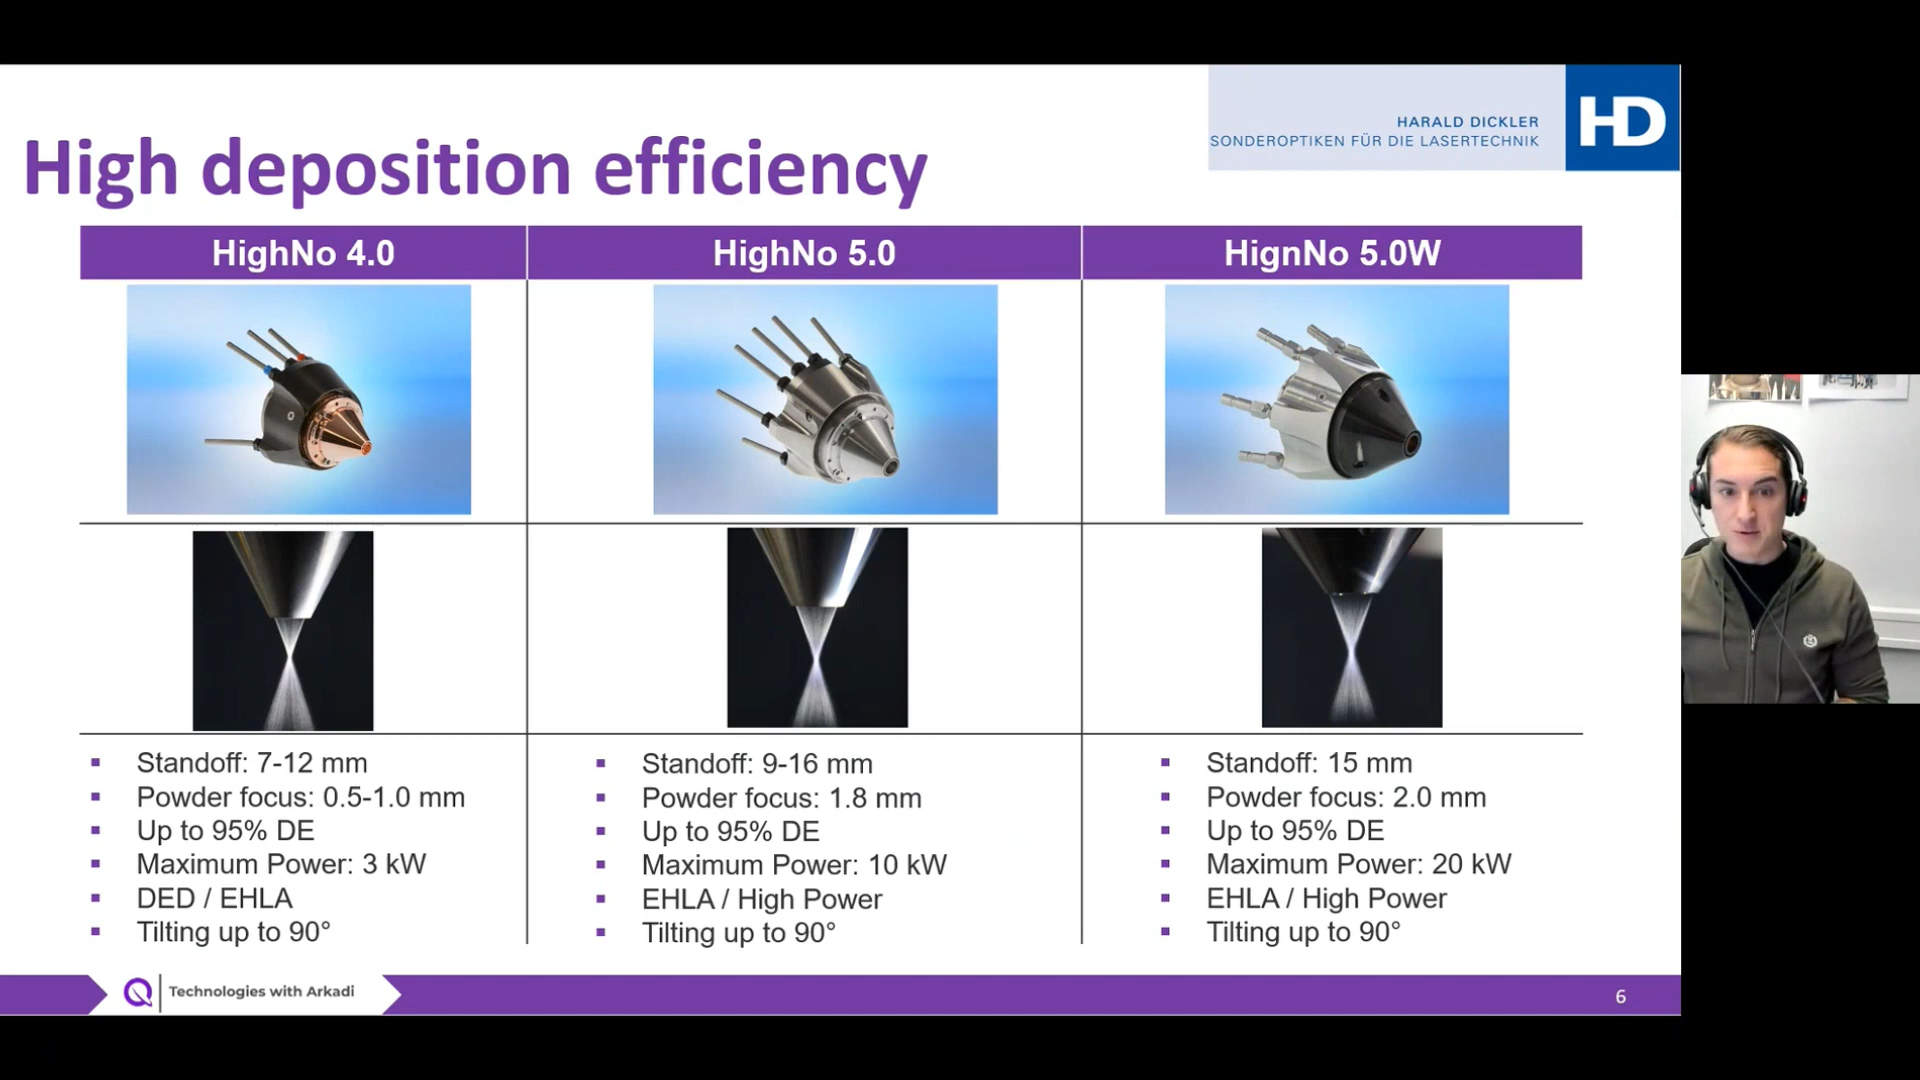 HARALD DICKLER
SONDEROPTIKEN FÜR DIE LASERTECHNIK
HD
High deposition efficiency
HighNo 4.0
HighNo 5.0
HignNo 5.0W
Standoff: 7-12 mm
Powder focus: 0.5-1.0 mm
Up to 95% DE
Maximum Power: 3 kW
DED / EHLA
Tilting up to 90°
Standoff: 9-16 mm
Powder focus: 1.8 mm
Up to 95% DE
Maximum Power: 10 kW
EHLA / High Power
Tilting up to 90°
Standoff: 15 mm
Powder focus: 2.0 mm
Up to 95% DE
Maximum Power: 20 kW
EHLA / High Power
Tilting up to 90°
Technologies with Arkadi
6